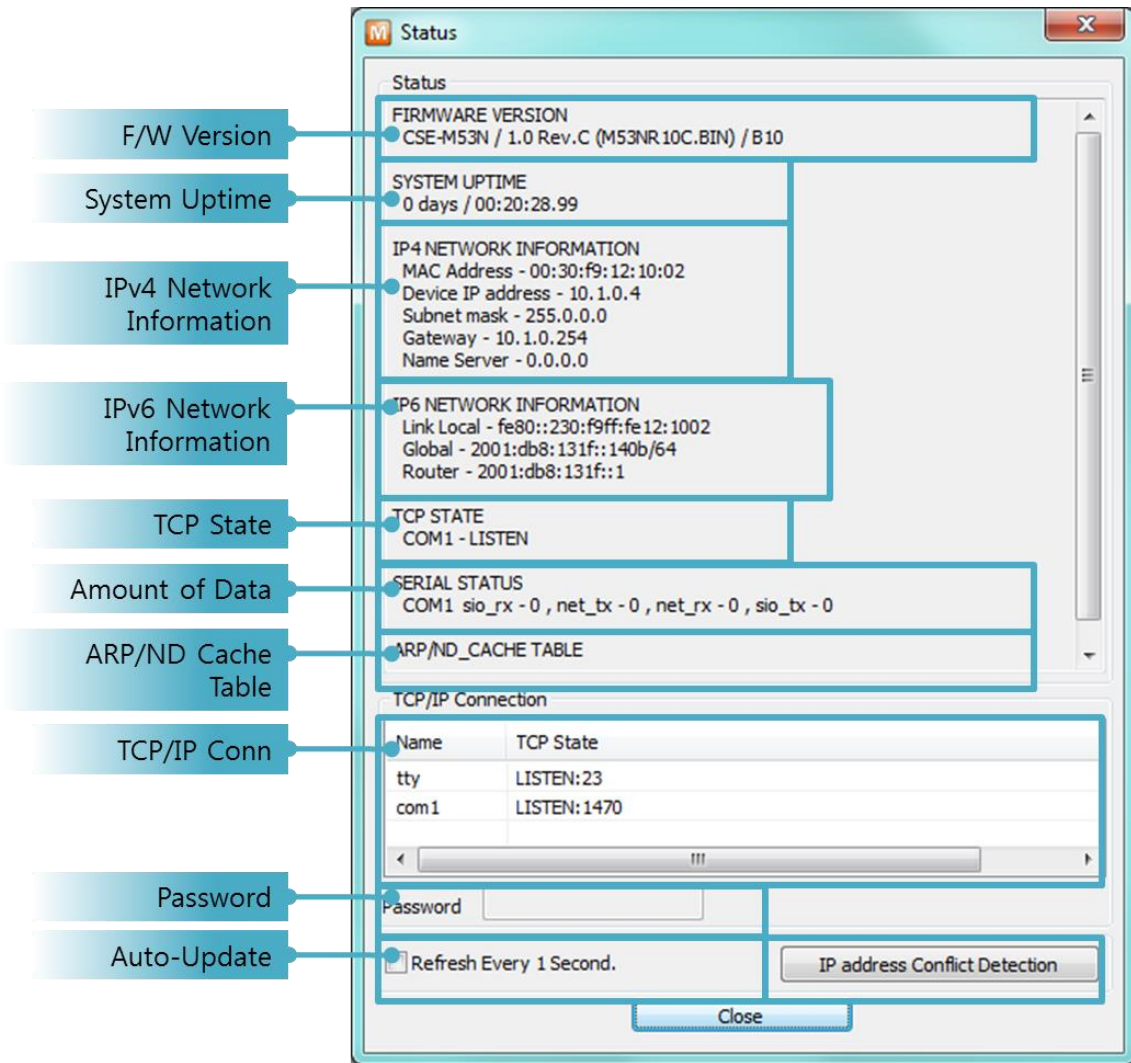 Status
Status
F/W Version
FIRMWARE VERSION
CSE-M53N / 1.0 Rev.C (M53NR10C.BIN) / B10
System Uptime
SYSTEM UPTIME
0 days / 00:20:28.99
IPv4 Network
Information
IP4 NETWORK INFORMATION
MAC Address - 00:30:f9:12:10:02
Device IP address - 10.1.0.4
Subnet mask - 255.0.0.0
Gateway - 10.1.0.254
Name Server - 0.0.0.0
IPv6 Network
Information
IP6 NETWORK INFORMATION
Link Local - fe80::230:f9ff:fe12:1002
Global - 2001:db8:131f::140b/64
Router - 2001:db8:131f::1
TCP State
TCP STATE
COM1 - LISTEN
Amount of Data
SERIAL STATUS
COM1 sio_rx - 0 , net_tx - 0 , net_rx - 0 , sio_tx - 0
ARP/ND Cache
Table
ARP/ND_CACHE TABLE
TCP/IP Connection
TCP/IP Conn
Name TCP State
tty LISTEN:23
com1 LISTEN:1470
Password
Password
Auto-Update
Refresh Every 1 Second.
IP address Conflict Detection
Close